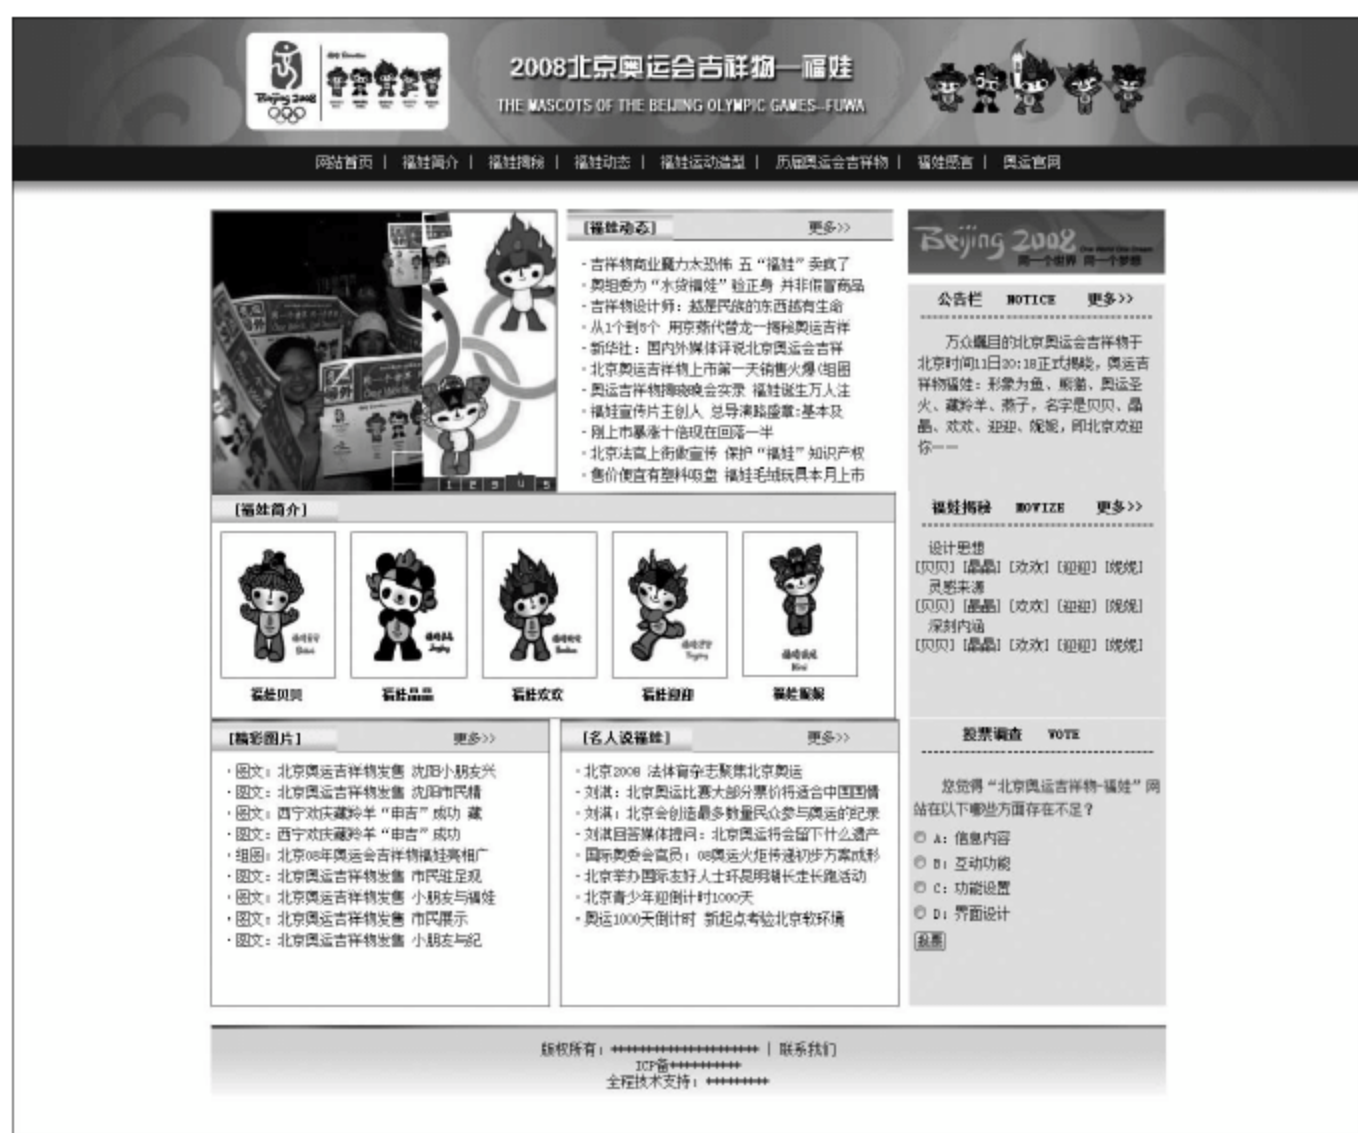 Beijing 2008
2008北京奥运会吉祥物—福娃
THE MASCOTS OF THE BEIJING OLYMPIC GAMES--FUWA
网站首页 | 福娃简介 | 福娃揭秘 | 福娃动态 | 福娃运动造型 | 历届奥运会吉祥物 | 福娃感言 | 奥运官网
1 2 3 4 5
[福娃动态] 更多>>
·吉祥物商业魔力太恐怖 五“福娃”卖疯了
·奥组委为“水货福娃”验正身 并非假冒商品
·吉祥物设计师：越是民族的东西越有生命
·从1个到5个 用京燕代替龙一揭秘奥运吉祥
·新华社：国内外媒体评说北京奥运会吉祥
·北京奥运吉祥物上市第一天销售火爆(组图
·奥运吉祥物揭晓晚会实录 福娃诞生万人注
·福娃宣传片主创人 总导演路盛章:基本及
·刚上市暴涨十倍现在回落一半
·北京法官上街做宣传 保护“福娃”知识产权
·售价便宜有塑料吸盘 福娃毛绒玩具本月上市
Beijing 2008
One World One Dream
同一个世界 同一个梦想
公告栏 NOTICE 更多>>
万众瞩目的北京奥运会吉祥物于
北京时间11日20:18正式揭晓，奥运吉
祥物福娃：形象为鱼、熊猫、奥运圣
火、藏羚羊、燕子，名字是贝贝、晶
晶、欢欢、迎迎、妮妮，即北京欢迎
你——
[福娃简介]
福娃贝贝 福娃晶晶 福娃欢欢 福娃迎迎 福娃妮妮
福娃揭秘 MOVIZE 更多>>
设计思想
[贝贝] [晶晶] [欢欢] [迎迎] [妮妮]
灵感来源
[贝贝] [晶晶] [欢欢] [迎迎] [妮妮]
深刻内涵
[贝贝] [晶晶] [欢欢] [迎迎] [妮妮]
[精彩图片] 更多>>
·图文：北京奥运吉祥物发售 沈阳小朋友兴
·图文：北京奥运吉祥物发售 沈阳市民精
·图文：西宁欢庆藏羚羊“申吉”成功 藏
·图文：西宁欢庆藏羚羊“申吉”成功
·组图：北京08年奥运会吉祥物福娃亮相广
·图文：北京奥运吉祥物发售 市民驻足观
·图文：北京奥运吉祥物发售 小朋友与福娃
·图文：北京奥运吉祥物发售 市民展示
·图文：北京奥运吉祥物发售 小朋友与纪
[名人说福娃] 更多>>
·北京2008 法体育杂志聚焦北京奥运
·刘淇：北京奥运比赛大部分票价将适合中国国情
·刘淇：北京会创造最多数量民众参与奥运的纪录
·刘淇回答媒体提问：北京奥运将会留下什么遗产
·国际奥委会官员：08奥运火炬传递初步方案成形
·北京举办国际友好人士环昆明湖长走长跑活动
·北京青少年迎倒计时1000天
·奥运1000天倒计时 新起点考验北京软环境
投票调查 VOTE
您觉得“北京奥运吉祥物-福娃”网
站在以下哪些方面存在不足？
A：信息内容
B：互动功能
C：功能设置
D：界面设计
投票
版权所有：+++++++++++++++++++++ | 联系我们
ICP备++++++++++
全程技术支持：+++++++++